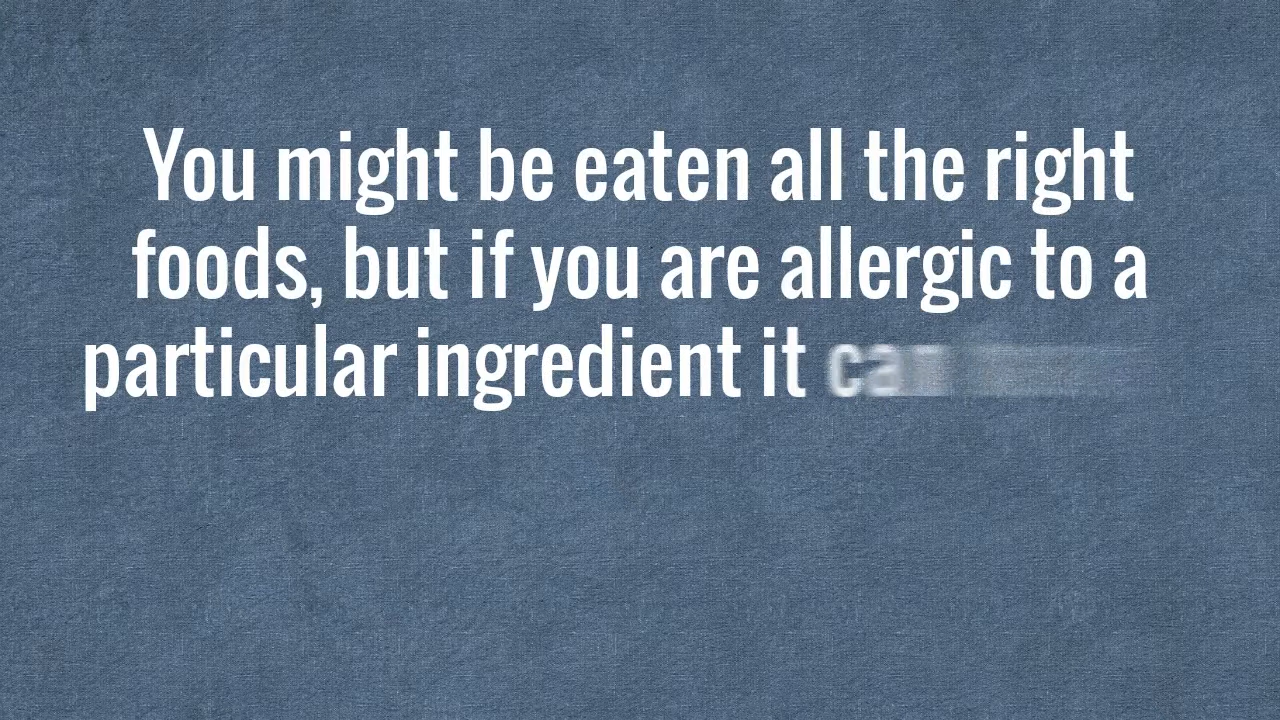 You might be eaten all the right
foods, but if you are allergic to a
particular ingredient it can